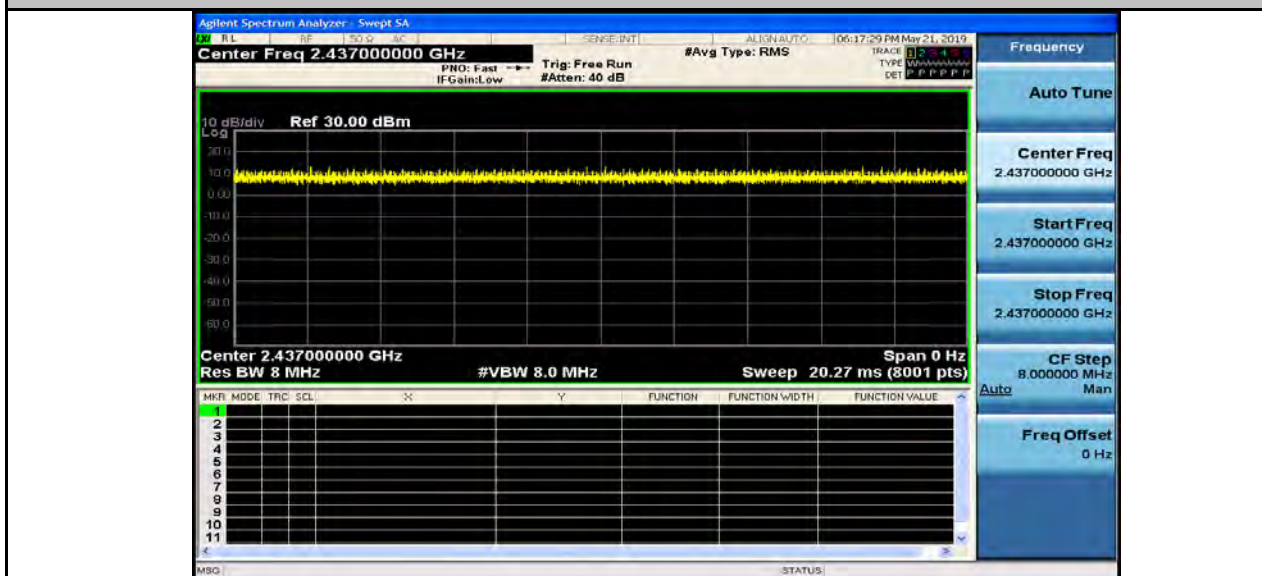 Agilent Spectrum Analyzer - Swept SA
RL RF 50 Ω AC SENSE:INT ALIGN AUTO 06:17:29 PM May 21, 2019
Center Freq 2.437000000 GHz #Avg Type: RMS TRACE 1 2 3 4 5 6
PNO: Fast Trig: Free Run TYPE
IFGain:Low #Atten: 40 dB DET P P P P P P
Frequency
Auto Tune
10 dB/div Ref 30.00 dBm
Log
20.0
10.0
0.00
-10.0
-20.0
-30.0
-40.0
-50.0
-60.0
Center Freq
2.437000000 GHz
Start Freq
2.437000000 GHz
Stop Freq
2.437000000 GHz
CF Step
8.000000 MHz
Auto Man
Freq Offset
0 Hz
Center 2.437000000 GHz Span 0 Hz
Res BW 8 MHz #VBW 8.0 MHz Sweep 20.27 ms (8001 pts)
MKR MODE TRC SCL X Y FUNCTION FUNCTION WIDTH FUNCTION VALUE
1
2
3
4
5
6
7
8
9
10
11
MSG STATUS